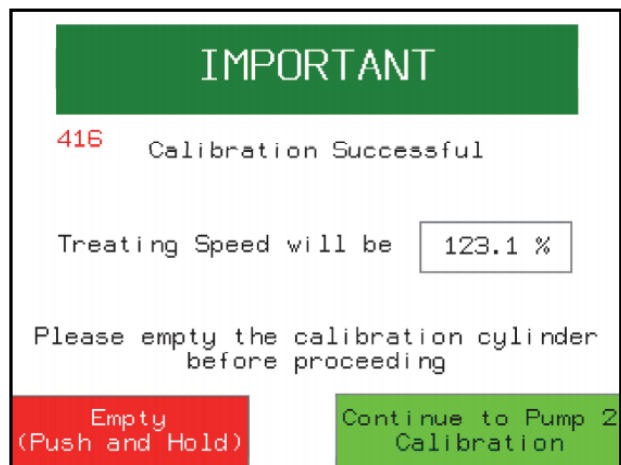 IMPORTANT
416
Calibration Successful
Treating Speed will be 123.1 %
Please empty the calibration cylinder
before proceeding
Empty
(Push and Hold)
Continue to Pump 2
Calibration